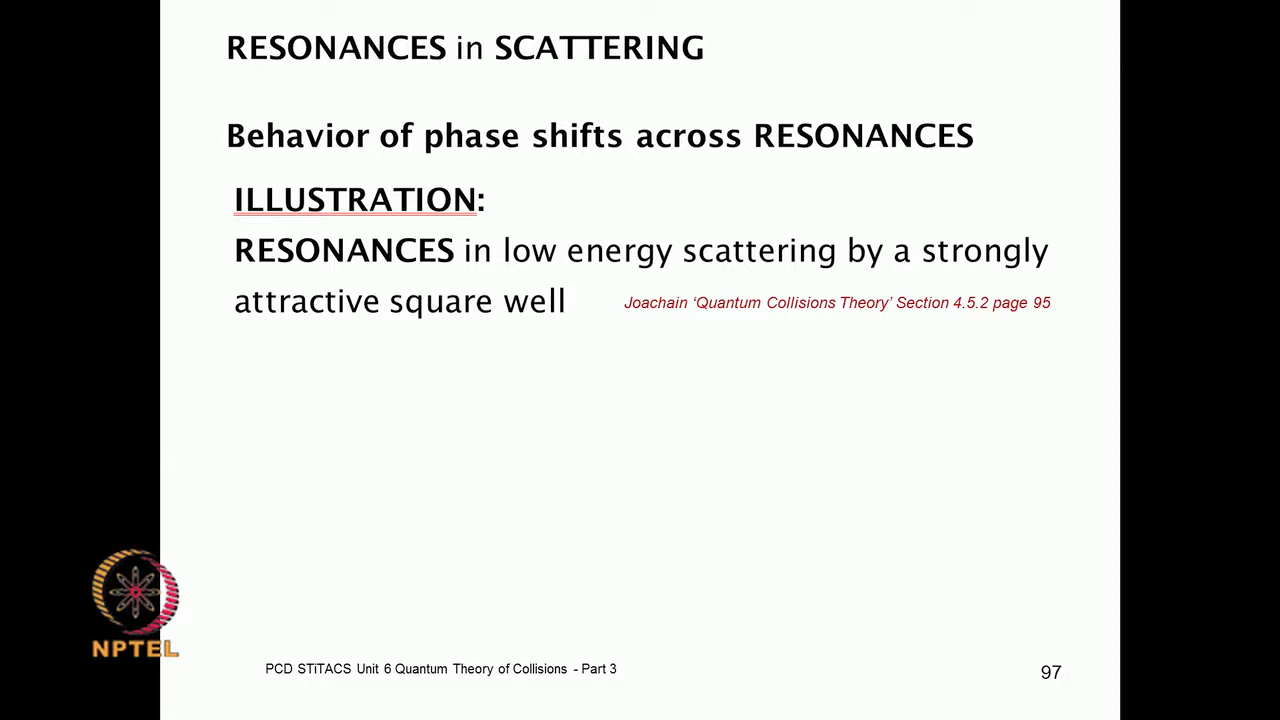 RESONANCES in SCATTERING
Behavior of phase shifts across RESONANCES
ILLUSTRATION:
RESONANCES in low energy scattering by a strongly
attractive square well
Joachain ‘Quantum Collisions Theory’ Section 4.5.2 page 95
NPTEL
PCD STiTACS Unit 6 Quantum Theory of Collisions - Part 3
97